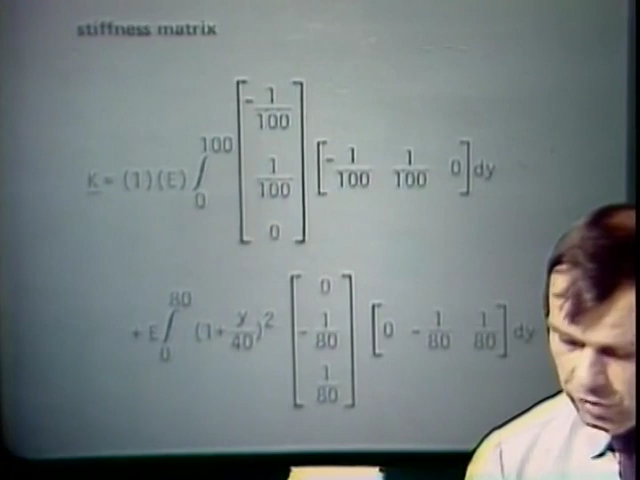 stiffness matrix
K = (1)(E) ∫₀¹⁰⁰ [ -1/100 1/100 0 ] [ -1/100 1/100 0 ] dy
+ E ∫₀⁸⁰ (1+ y/40)² [ 0 -1/80 1/80 ] [ 0 -1/80 1/80 ] dy